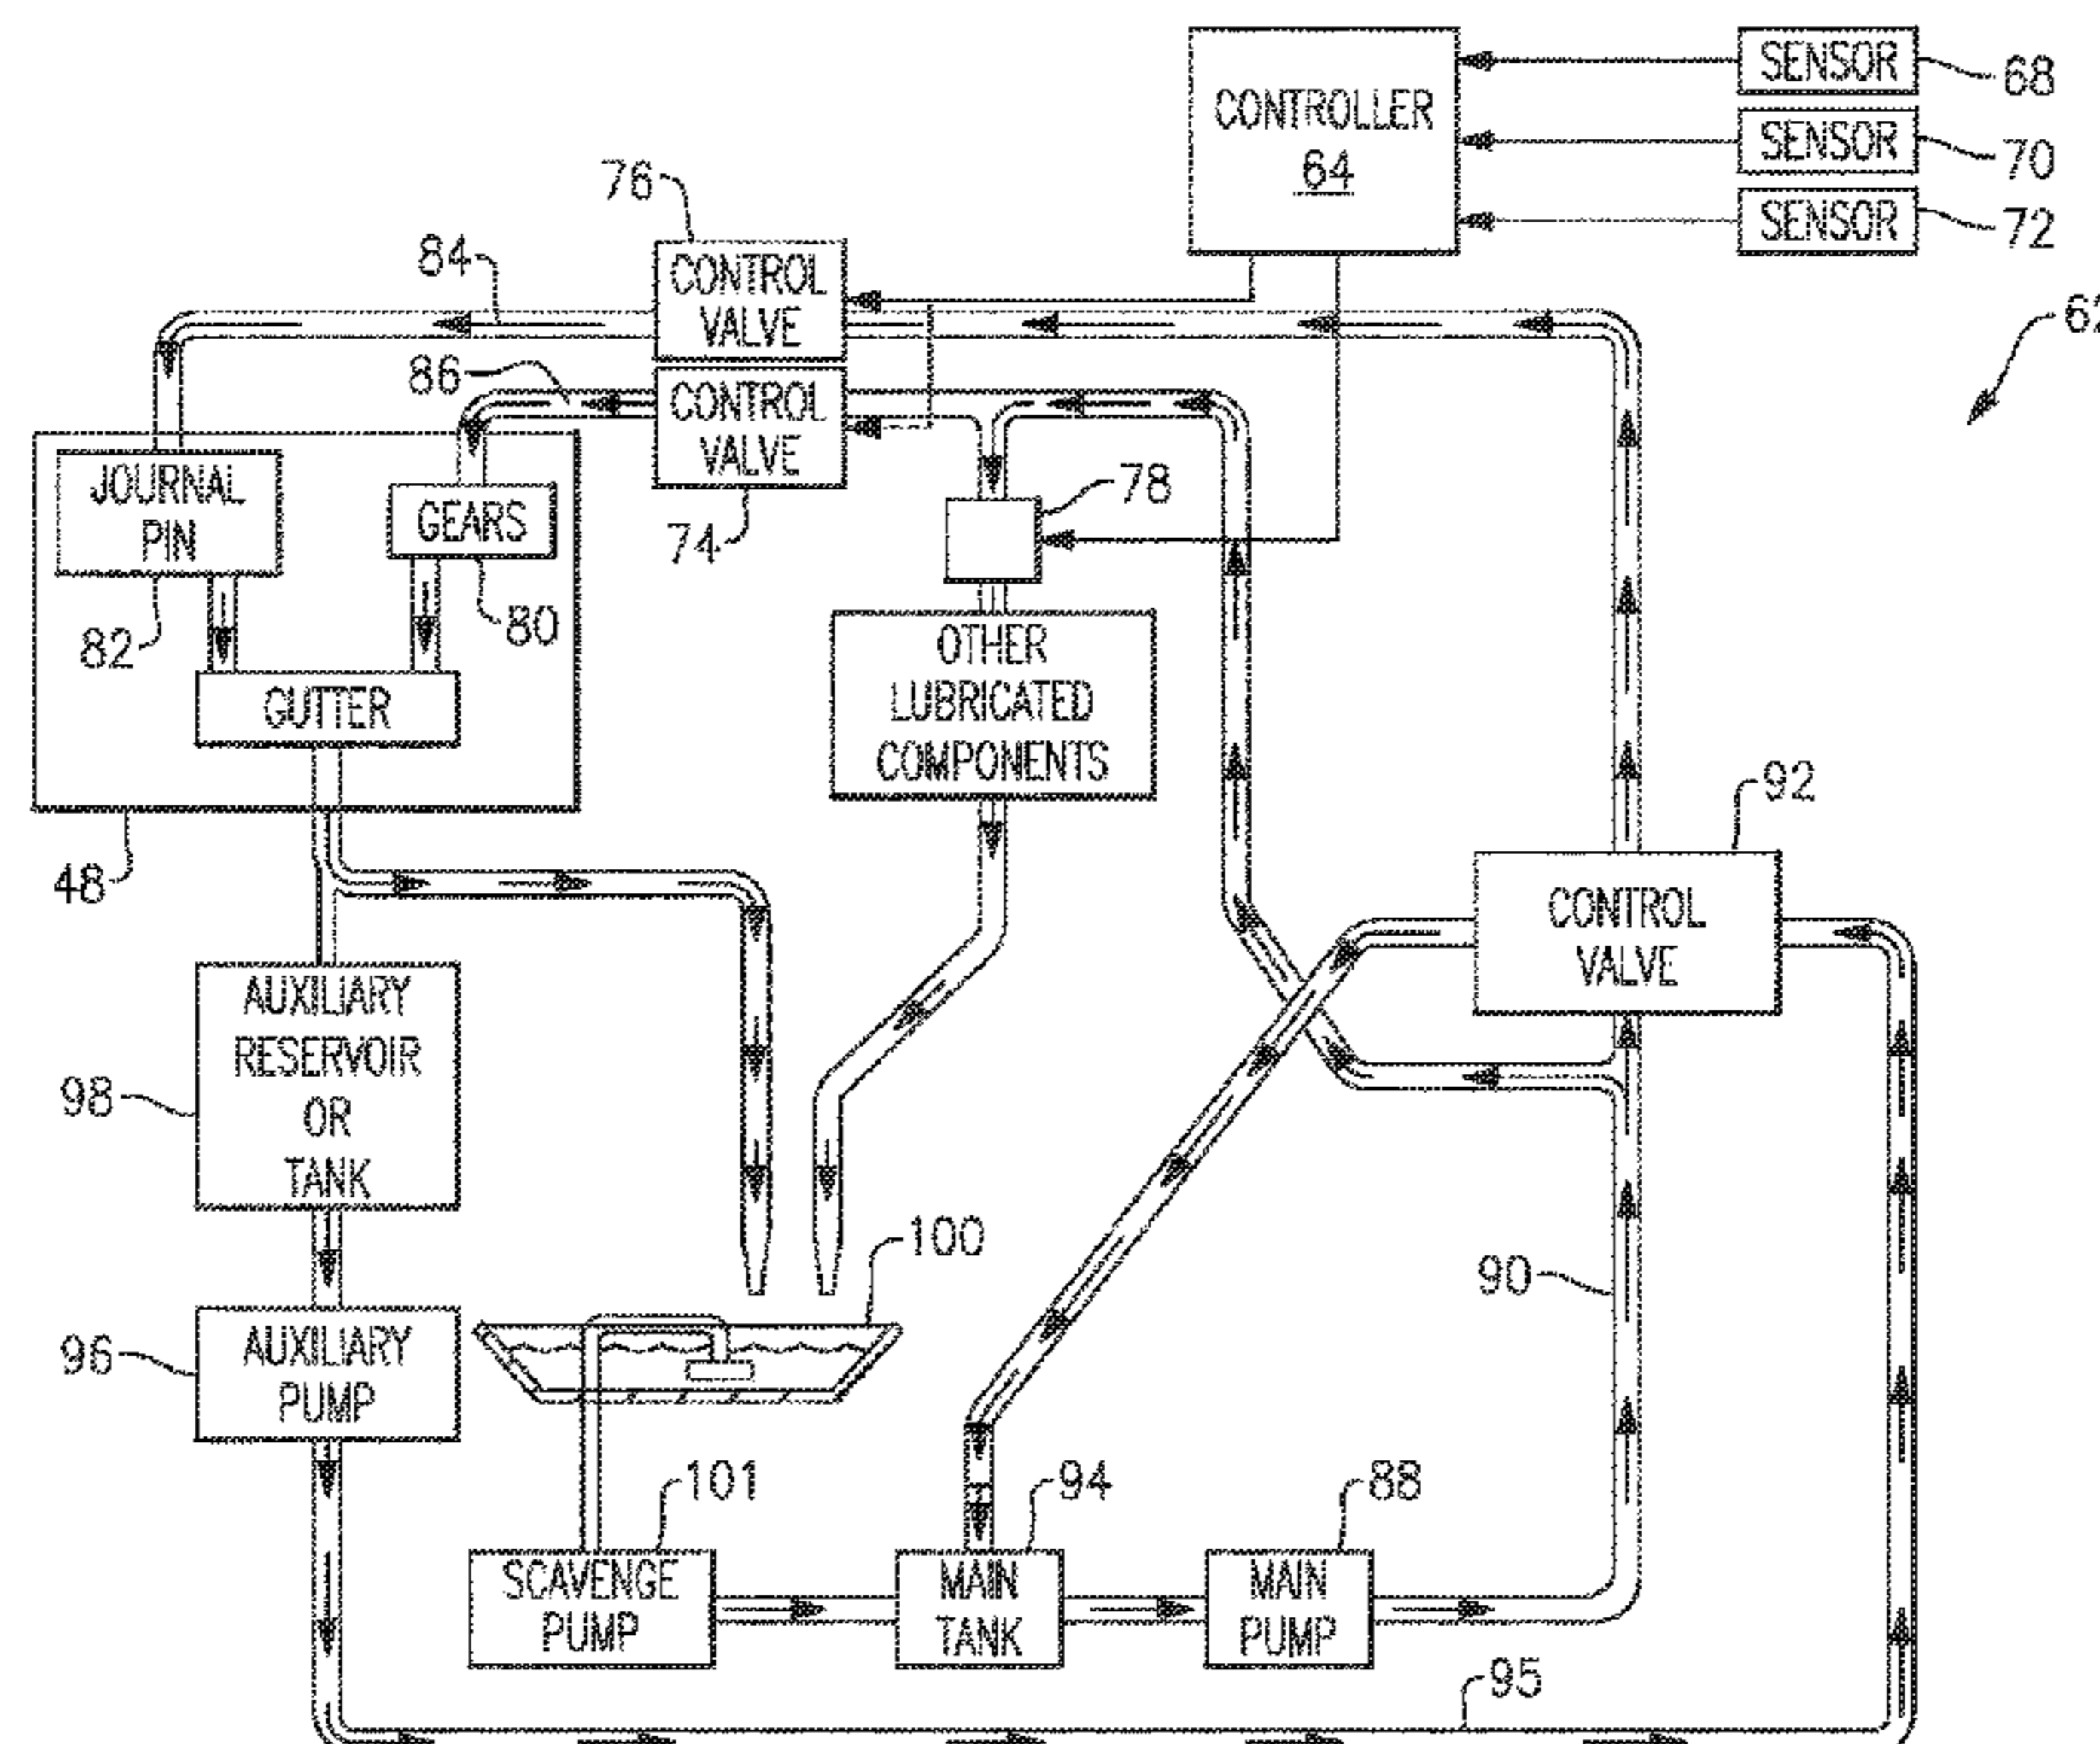 SENSOR
68
CONTROLLER
64
SENSOR
70
SENSOR
72
76
84
CONTROL
VALVE
62
86
CONTROL
VALVE
74
JOURNAL
PIN
GEARS
78
82
80
GUTTER
OTHER
LUBRICATED
COMPONENTS
48
92
CONTROL
VALVE
AUXILIARY
RESERVOIR
OR
TANK
98
100
90
AUXILIARY
PUMP
96
101
94
88
SCAVENGE
PUMP
MAIN
TANK
MAIN
PUMP
95